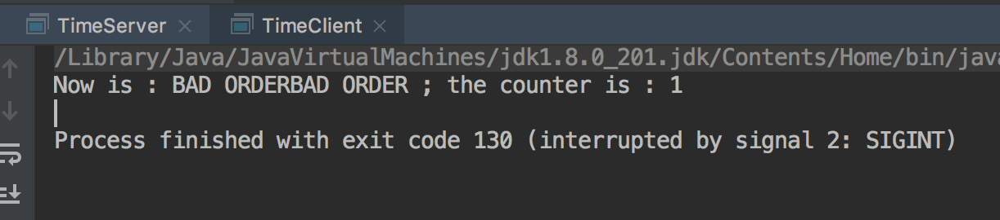 TimeServer
TimeClient
/Library/Java/JavaVirtualMachines/jdk1.8.0_201.jdk/Contents/Home/bin/java
Now is : BAD ORDERBAD ORDER ; the counter is : 1
Process finished with exit code 130 (interrupted by signal 2: SIGINT)